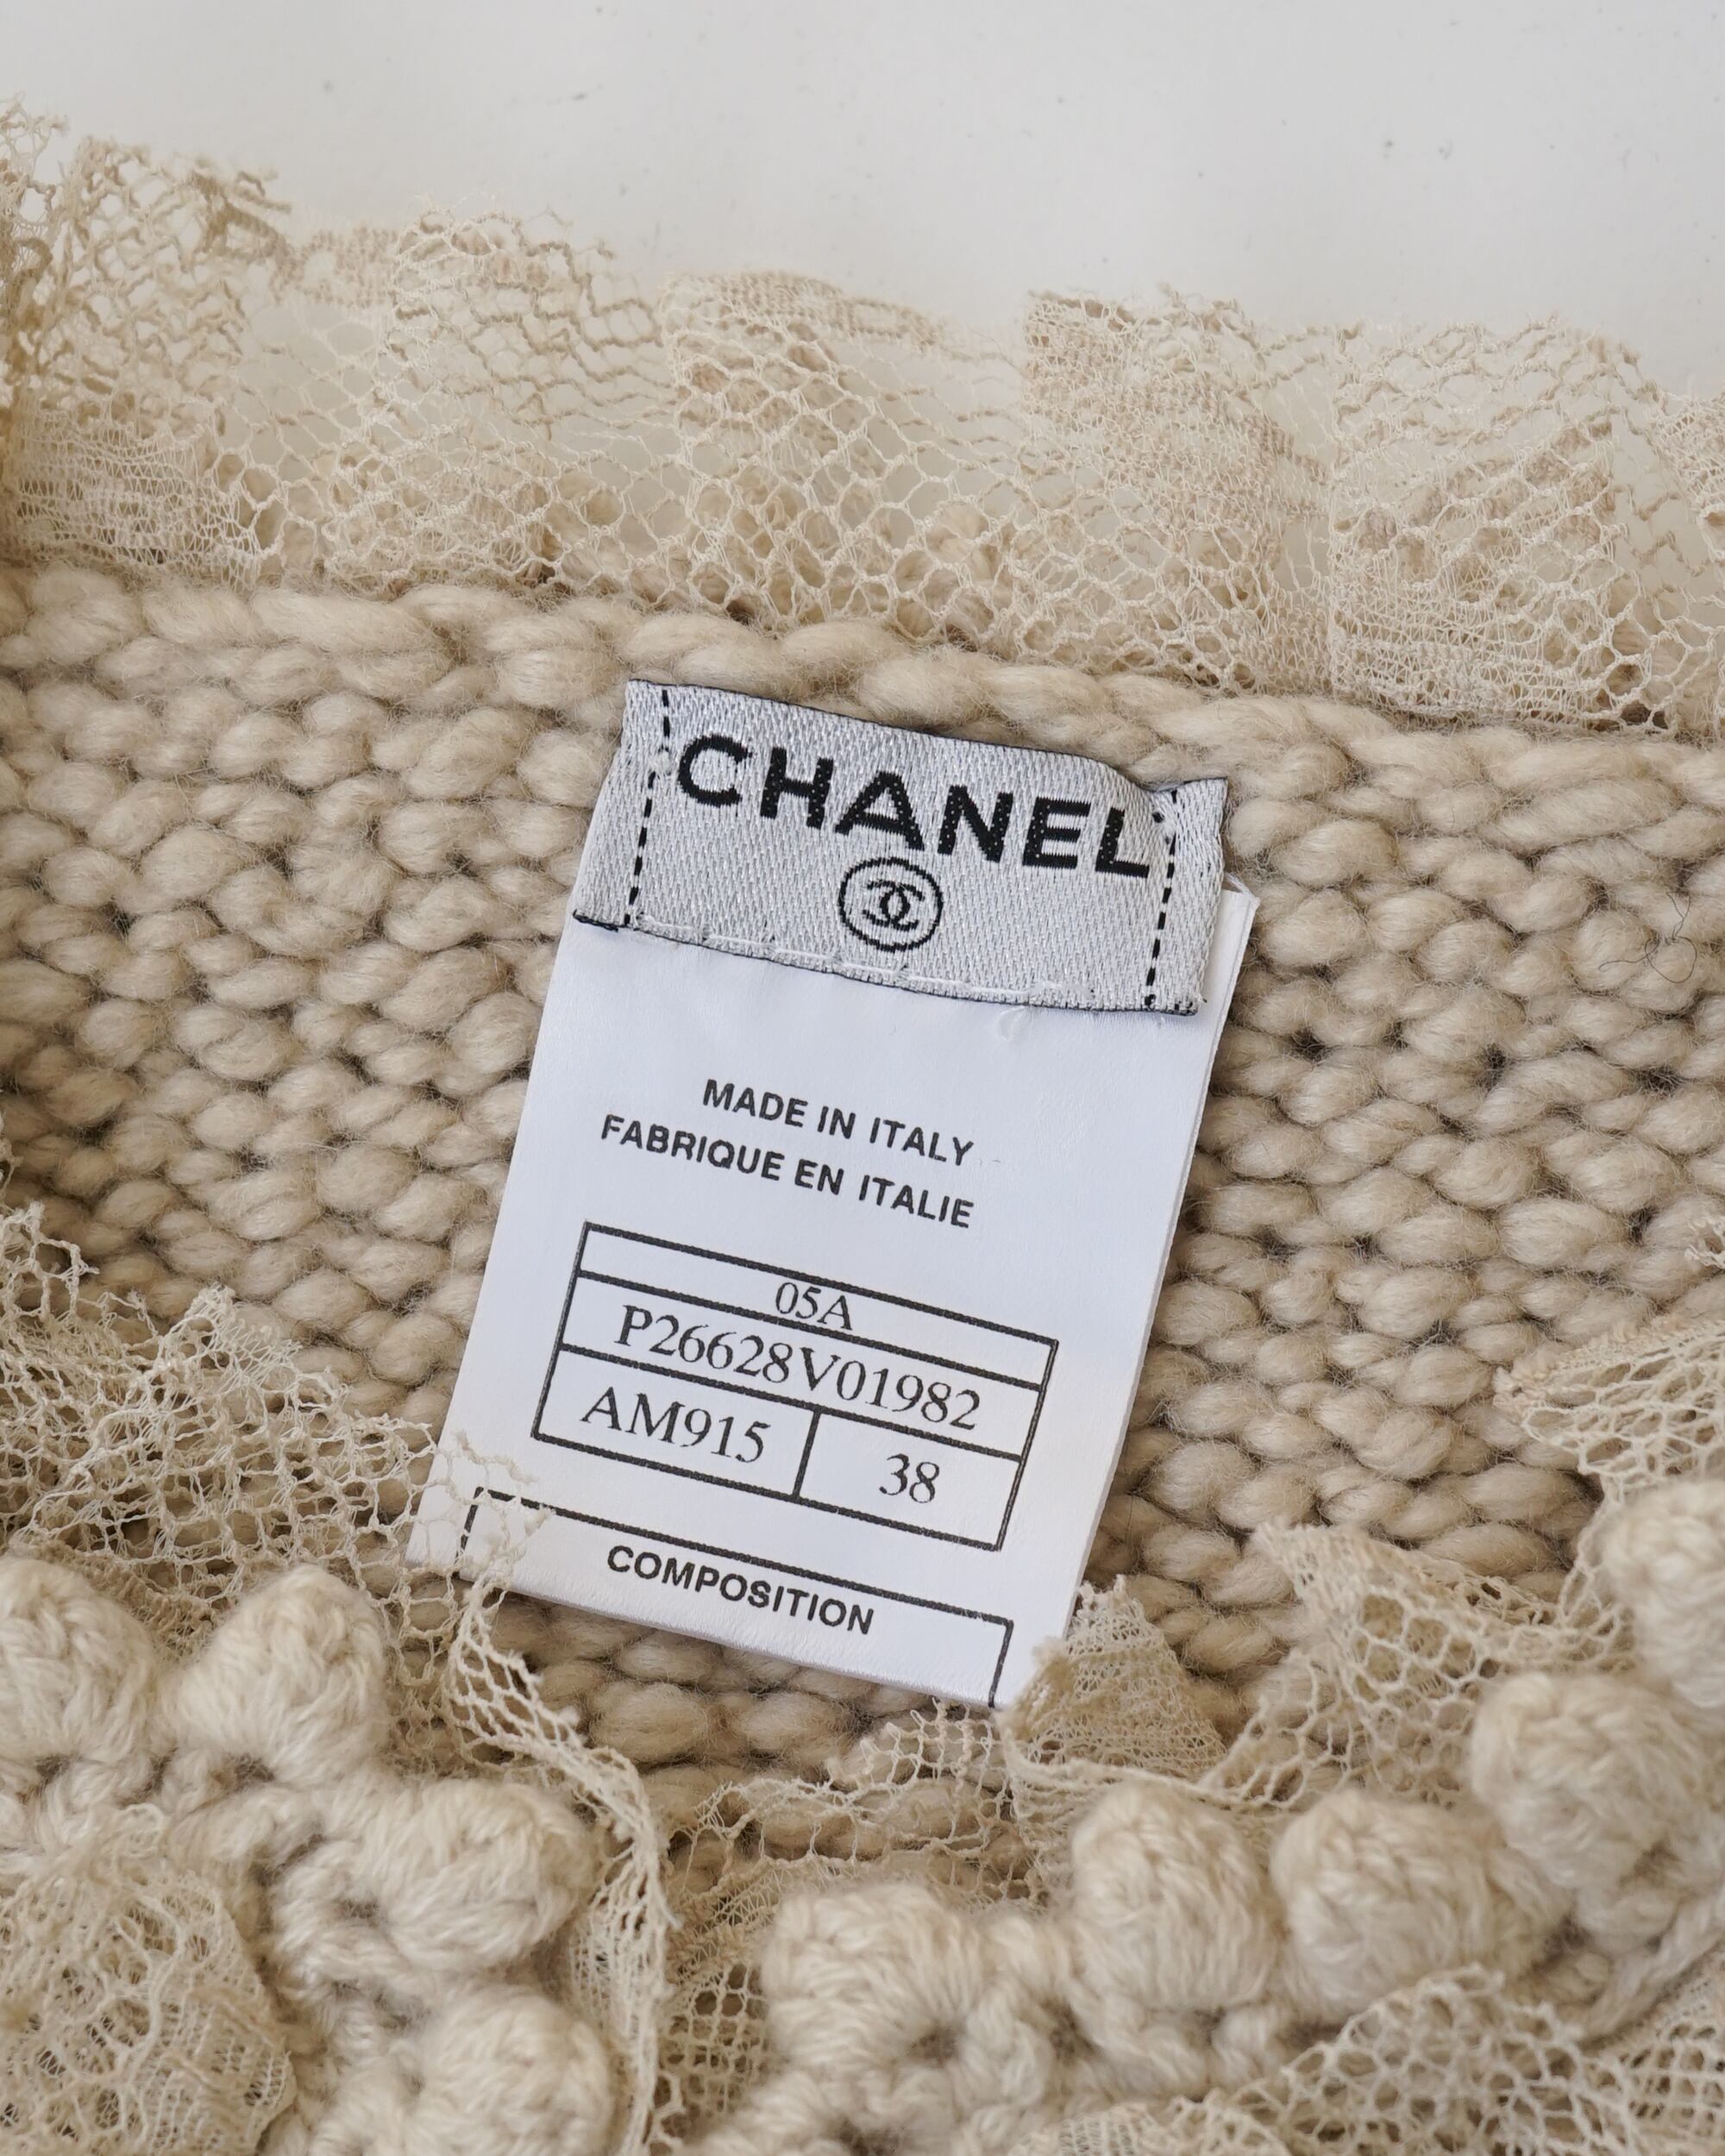 CHANEL
MADE IN ITALY
FABRIQUE EN ITALIE
05A
P26628V01982
AM915
38
COMPOSITION